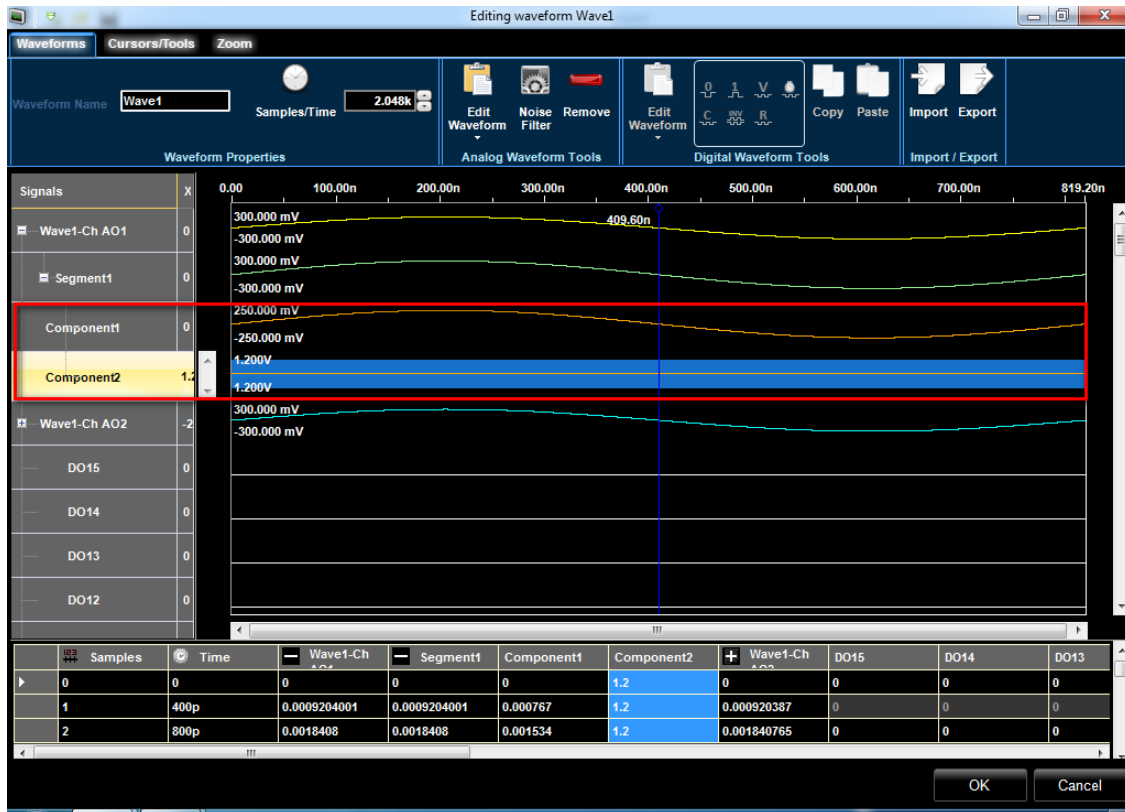 Editing waveform Wave1
Waveforms Cursors/Tools Zoom
Waveform Name Wave1
Samples/Time 2.048k
Waveform Properties
Edit Waveform
Noise Filter
Remove
Analog Waveform Tools
Edit Waveform
0 1 V
C INV R
Copy Paste
Digital Waveform Tools
Import Export
Import / Export
Signals X 0.00 100.00n 200.00n 300.00n 400.00n 500.00n 600.00n 700.00n 819.20n
300.000 mV 409.60n
Wave1-Ch AO1 0
-300.000 mV
300.000 mV
Segment1 0
-300.000 mV
250.000 mV
Component1 0
-250.000 mV
1.200V
Component2 1.2
1.200V
300.000 mV
Wave1-Ch AO2 -2
-300.000 mV
DO15 0
DO14 0
DO13 0
DO12 0
Samples Time Wave1-Ch Segment1 Component1 Component2 Wave1-Ch DO15 DO14 DO13
0 0 0 0 0 1.2 0 0 0 0
1 400p 0.0009204001 0.0009204001 0.000767 1.2 0.000920387 0 0 0
2 800p 0.0018408 0.0018408 0.001534 1.2 0.001840765 0 0 0
OK Cancel